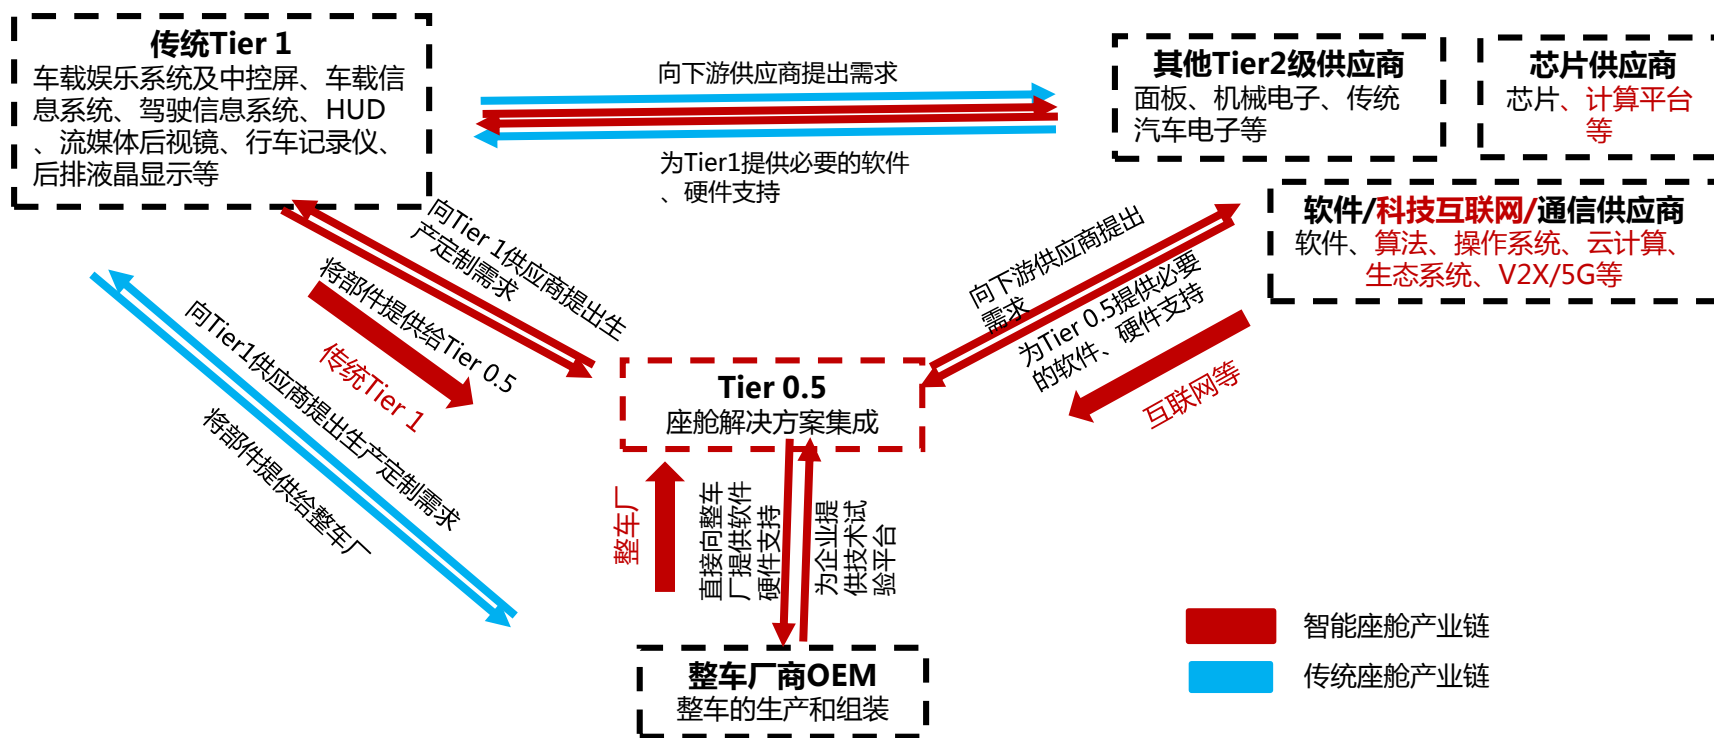 传统Tier 1
车载娱乐系统及中控屏、车载信
息系统、驾驶信息系统、HUD
、流媒体后视镜、行车记录仪、
后排液晶显示等
向下游供应商提出需求
为Tier1提供必要的软件
、硬件支持
其他Tier2级供应商
面板、机械电子、传统
汽车电子等
芯片供应商
芯片、计算平台
等
软件/科技互联网/通信供应商
软件、算法、操作系统、云计算、
生态系统、V2X/5G等
向Tier 1供应商提出生
产定制需求
将部件提供给Tier 0.5
传统Tier 1
向Tier1供应商提出生产定制需求
将部件提供给整车厂
向下游供应商提出
需求
为Tier 0.5提供必要
的软件、硬件支持
互联网等
Tier 0.5
座舱解决方案集成
整车厂
直接向整车
厂提供软件
硬件支持
为企业提
供技术试
验平台
整车厂商OEM
整车的生产和组装
智能座舱产业链
传统座舱产业链